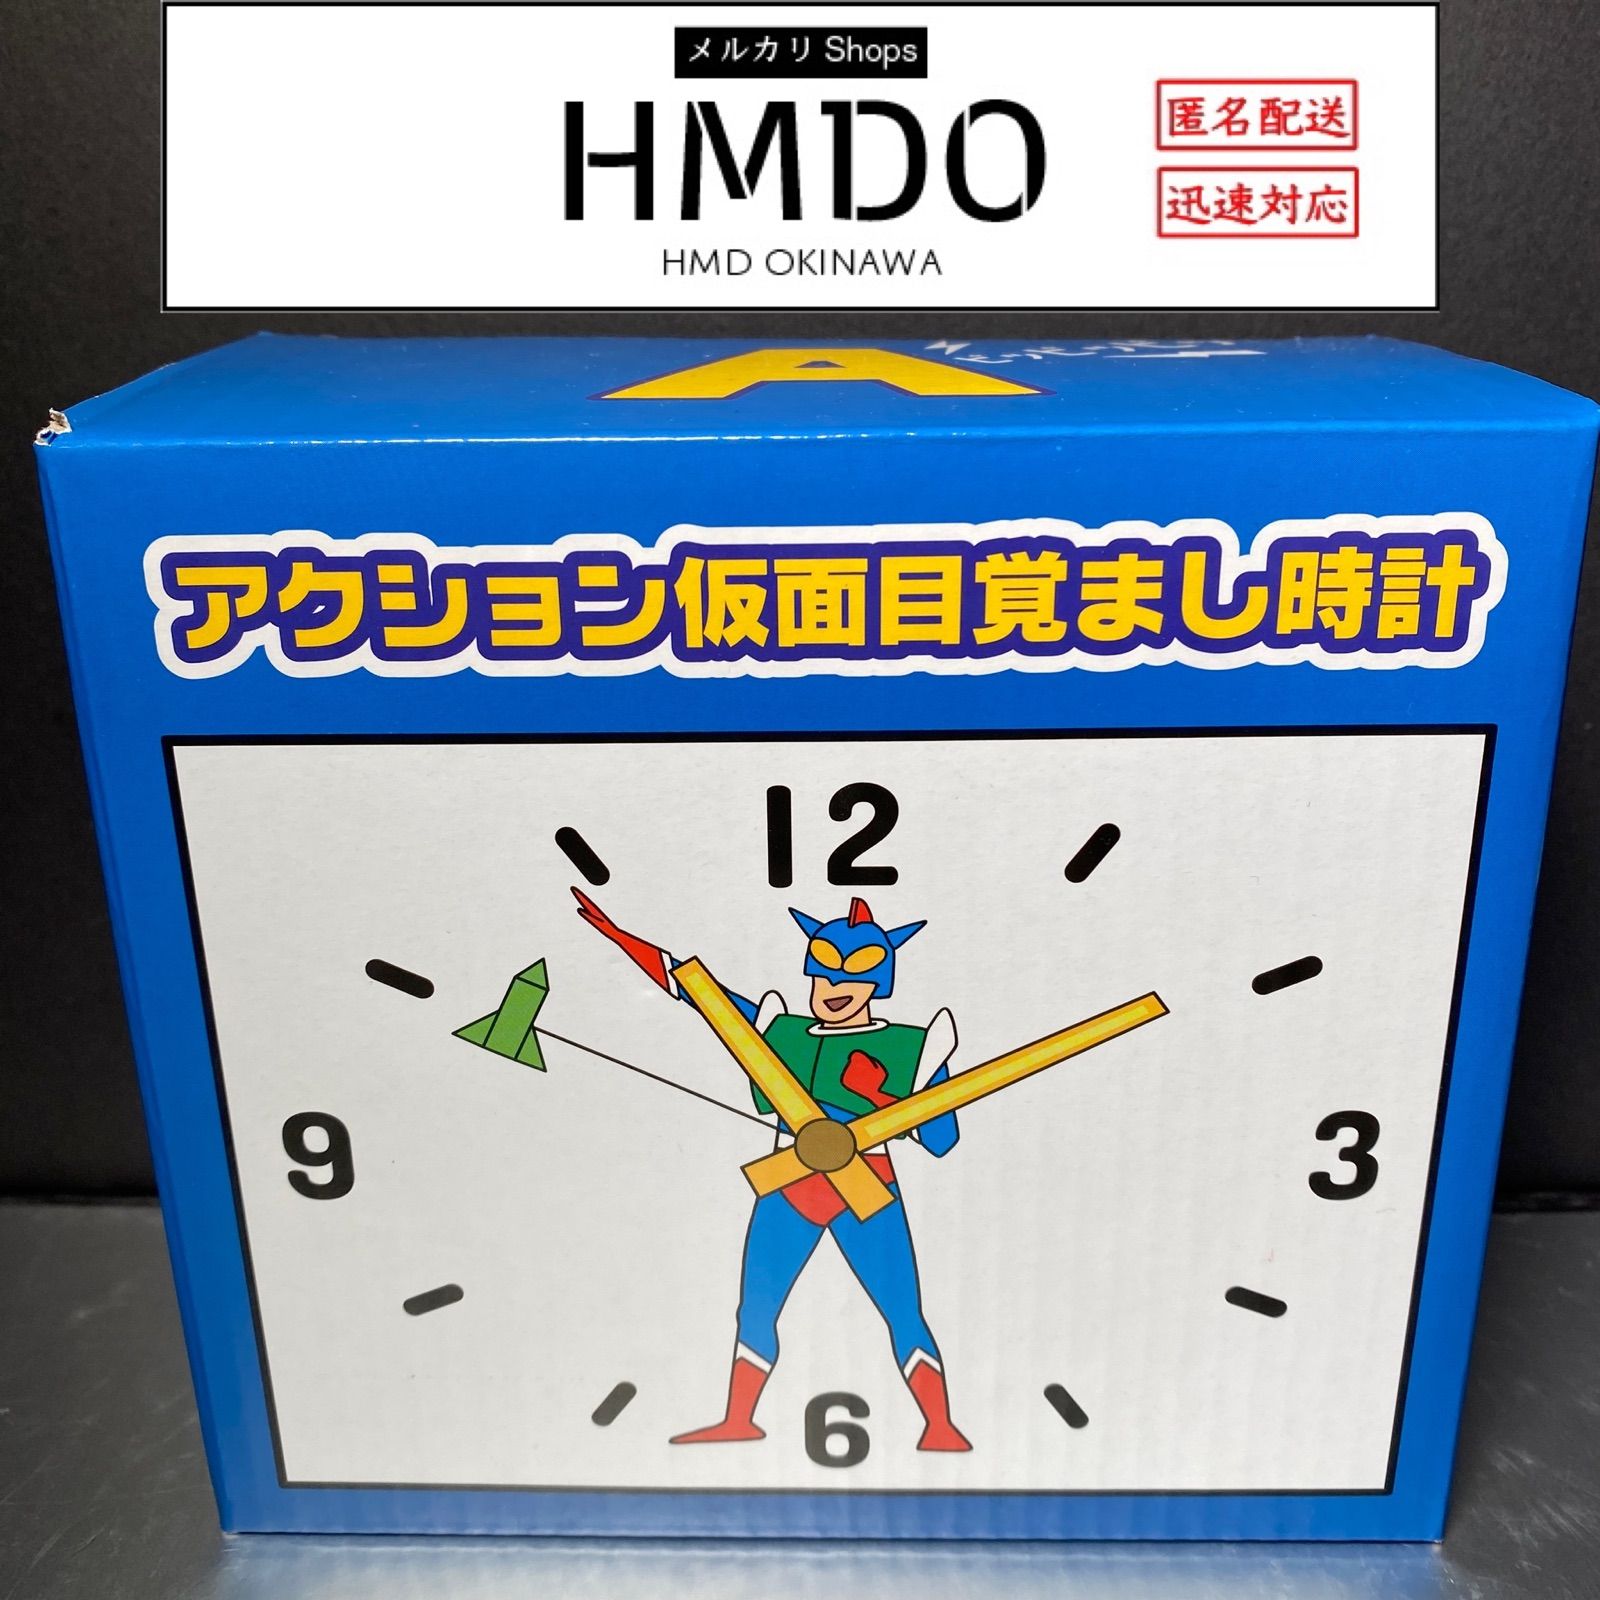 メルカリ Shops
HMDO
HMD OKINAWA
匿名配送
迅速対応
A
アクション仮面目覚まし時計
12
9
3
6